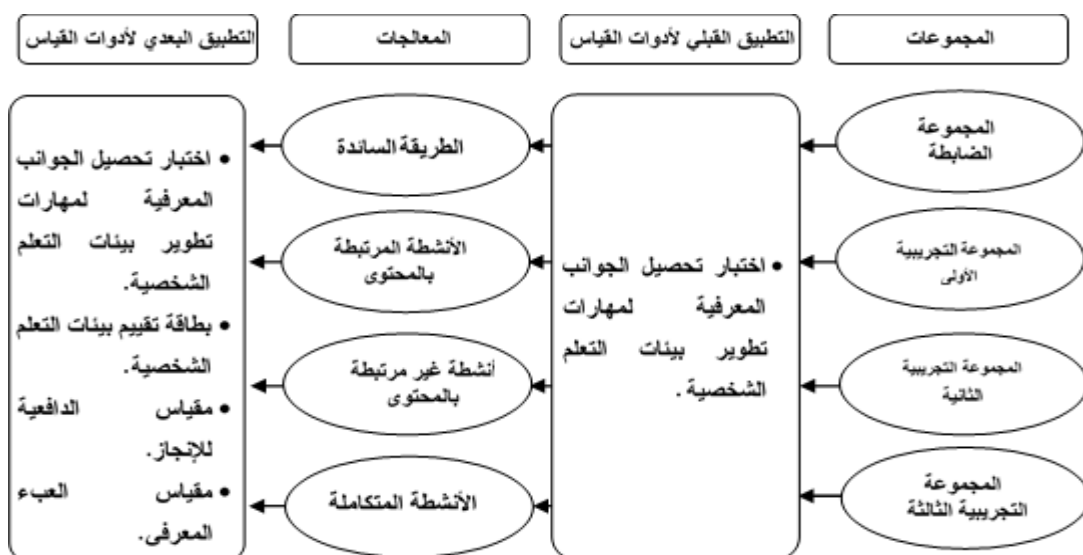 المجموعات
التطبيق القبلي لأدوات القياس
المعالجات
التطبيق البعدي لأدوات القياس
المجموعة
الضابطة
المجموعة التجريبية
الأولى
المجموعة التجريبية
الثانية
المجموعة
التجريبية الثالثة
• اختبار تحصيل الجوانب
المعرفية لمهارات
تطوير بيئات التعلم
الشخصية .
الطريقة السائدة
الأنشطة المرتبطة
بالمحتوى
أنشطة غير مرتبطة
بالمحتوى
الأنشطة المتكاملة
• اختبار تحصيل الجوانب
المعرفية لمهارات
تطوير بيئات التعلم
الشخصية.
• بطاقة تقييم بيئات التعلم
الشخصية.
• مقياس الدافعية
للإنجاز.
• مقياس العبء
المعرفى.